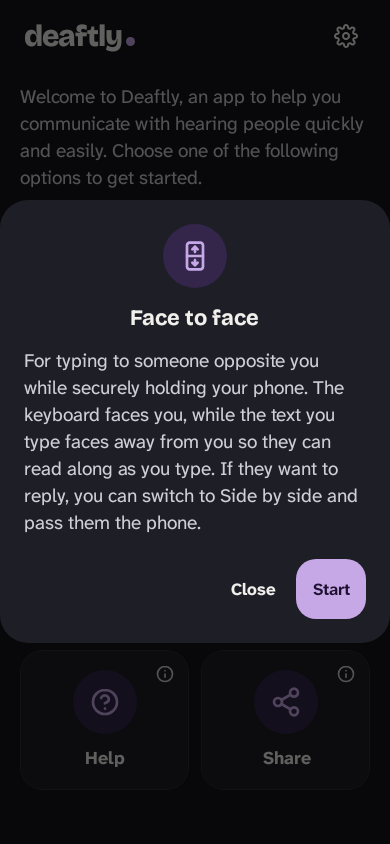 deaftly.
Welcome to Deaftly, an app to help you
communicate with hearing people quickly
and easily. Choose one of the following
options to get started.
Face to face
For typing to someone opposite you
while securely holding your phone. The
keyboard faces you, while the text you
type faces away from you so they can
read along as you type. If they want to
reply, you can switch to Side by side and
pass them the phone.
Close
Start
Help
Share